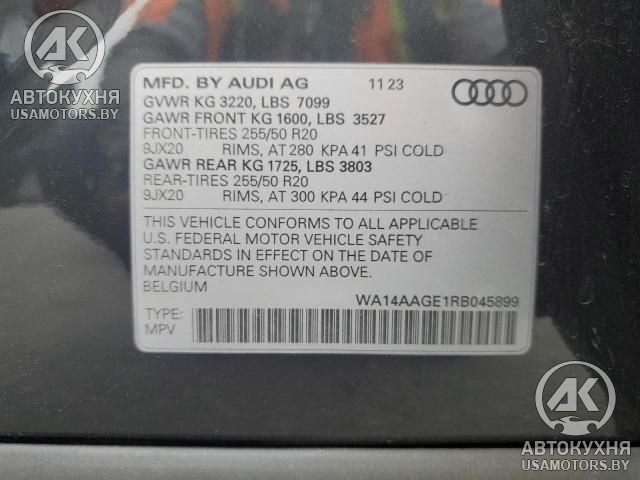 AK
АВТОКУХНЯ
USAMOTORS.BY
MFD. BY AUDI AG 11 23
GVWR KG 3220, LBS 7099
GAWR FRONT KG 1600, LBS 3527
FRONT-TIRES 255/50 R20
9JX20 RIMS, AT 280 KPA 41 PSI COLD
GAWR REAR KG 1725, LBS 3803
REAR-TIRES 255/50 R20
9JX20 RIMS, AT 300 KPA 44 PSI COLD
THIS VEHICLE CONFORMS TO ALL APPLICABLE
U.S. FEDERAL MOTOR VEHICLE SAFETY
STANDARDS IN EFFECT ON THE DATE OF
MANUFACTURE SHOWN ABOVE.
BELGIUM
WA14AAGE1RB045899
TYPE:
MPV
AK
АВТОКУХНЯ
USAMOTORS.BY